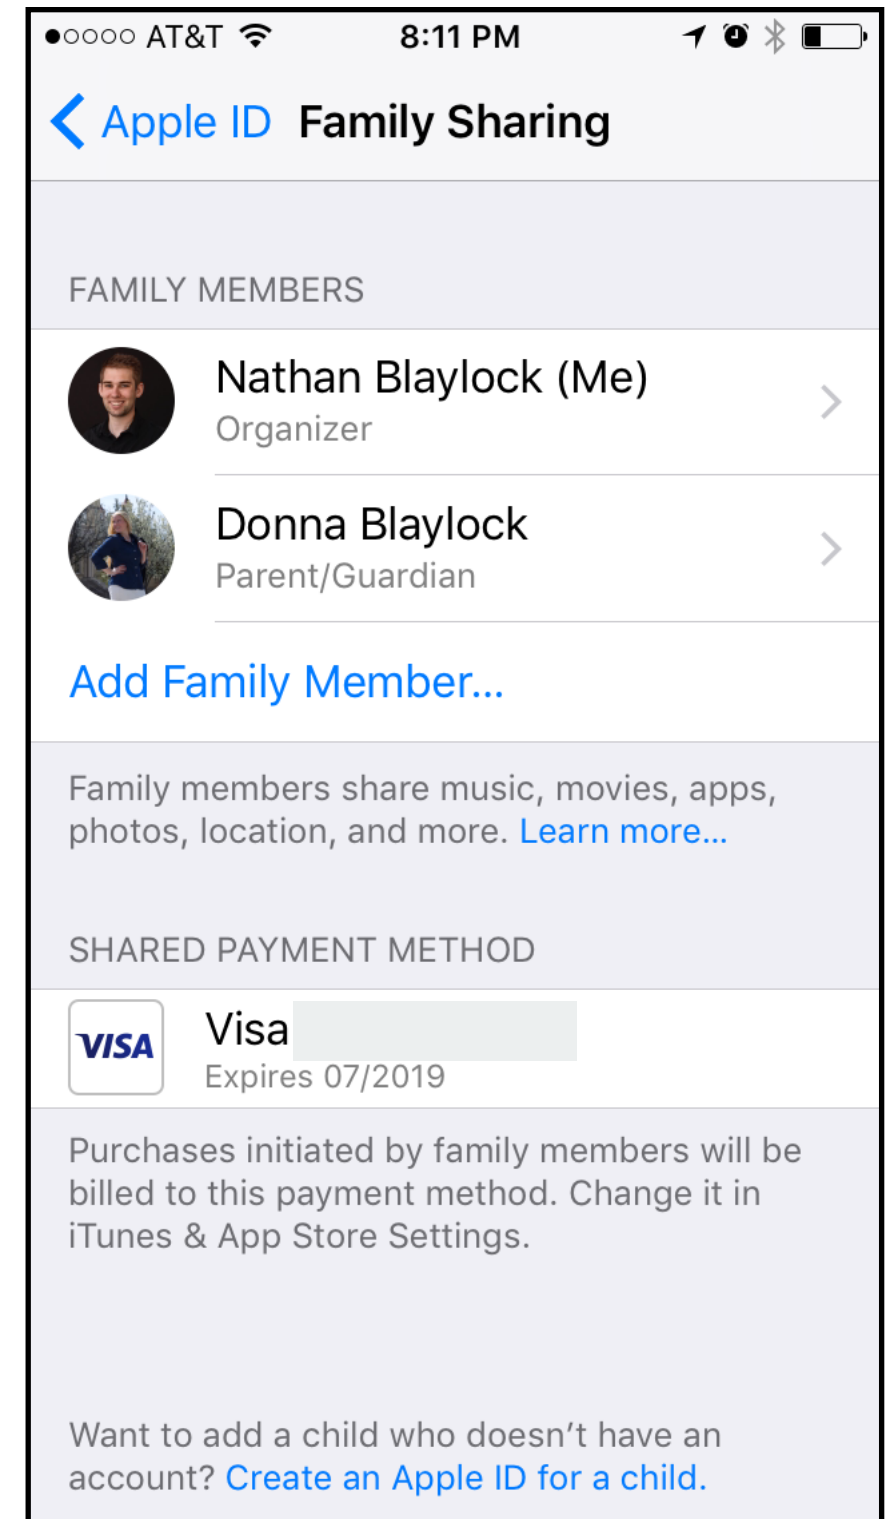 AT&T 8:11 PM
Apple ID Family Sharing
FAMILY MEMBERS
Nathan Blaylock (Me)
Organizer
Donna Blaylock
Parent/Guardian
Add Family Member...
Family members share music, movies, apps,
photos, location, and more. Learn more...
SHARED PAYMENT METHOD
VISA Visa
Expires 07/2019
Purchases initiated by family members will be
billed to this payment method. Change it in
iTunes & App Store Settings.
Want to add a child who doesn’t have an
account? Create an Apple ID for a child.